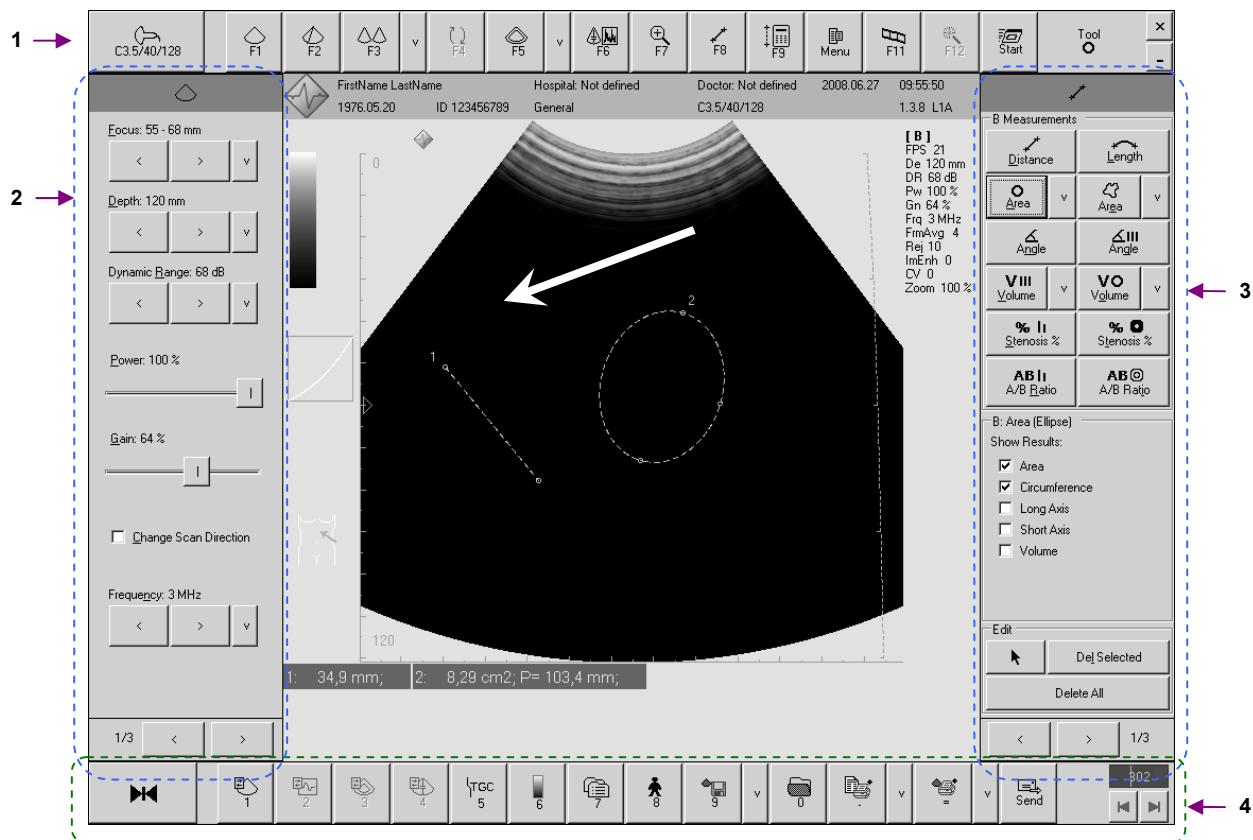 1
C3.5/40/128
F1
F2
F3
v
F4
F5
v
F6
F7
F8
F9
Menu
F11
F12
Start
Tool
×
-
FirstName LastName Hospital: Not defined Doctor: Not defined 2008.06.27 09:55:50
1976.05.20 ID 123456789 General C3.5/40/128 1.3.8 L1A
2
Focus: 55 - 68 mm
< > v
Depth: 120 mm
< > v
Dynamic Range: 68 dB
< > v
Power: 100 %
Gain: 64 %
Change Scan Direction
Frequency: 3 MHz
< > v
1/3 < >
0
1
2
120
[ B ]
FPS 21
De 120 mm
DR 68 dB
Pw 100 %
Gn 64 %
Frq 3 MHz
FrmAvg 4
Rej 10
ImEnh 0
CV 0
Zoom 100 %
1: 34,9 mm; 2: 8,29 cm2; P= 103,4 mm;
3
B Measurements
Distance Length
Area v Area v
Angle Angle
V Volume v V Volume v
% Stenosis % % Stenosis %
AB A/B Ratio AB A/B Ratio
B: Area (Ellipse)
Show Results:
Area
Circumference
Long Axis
Short Axis
Volume
Edit
Del Selected
Delete All
< > 1/3
1
2
3
4
TGC
5
6
7
8
9
v
0
-
v
=
v
Send
302
4